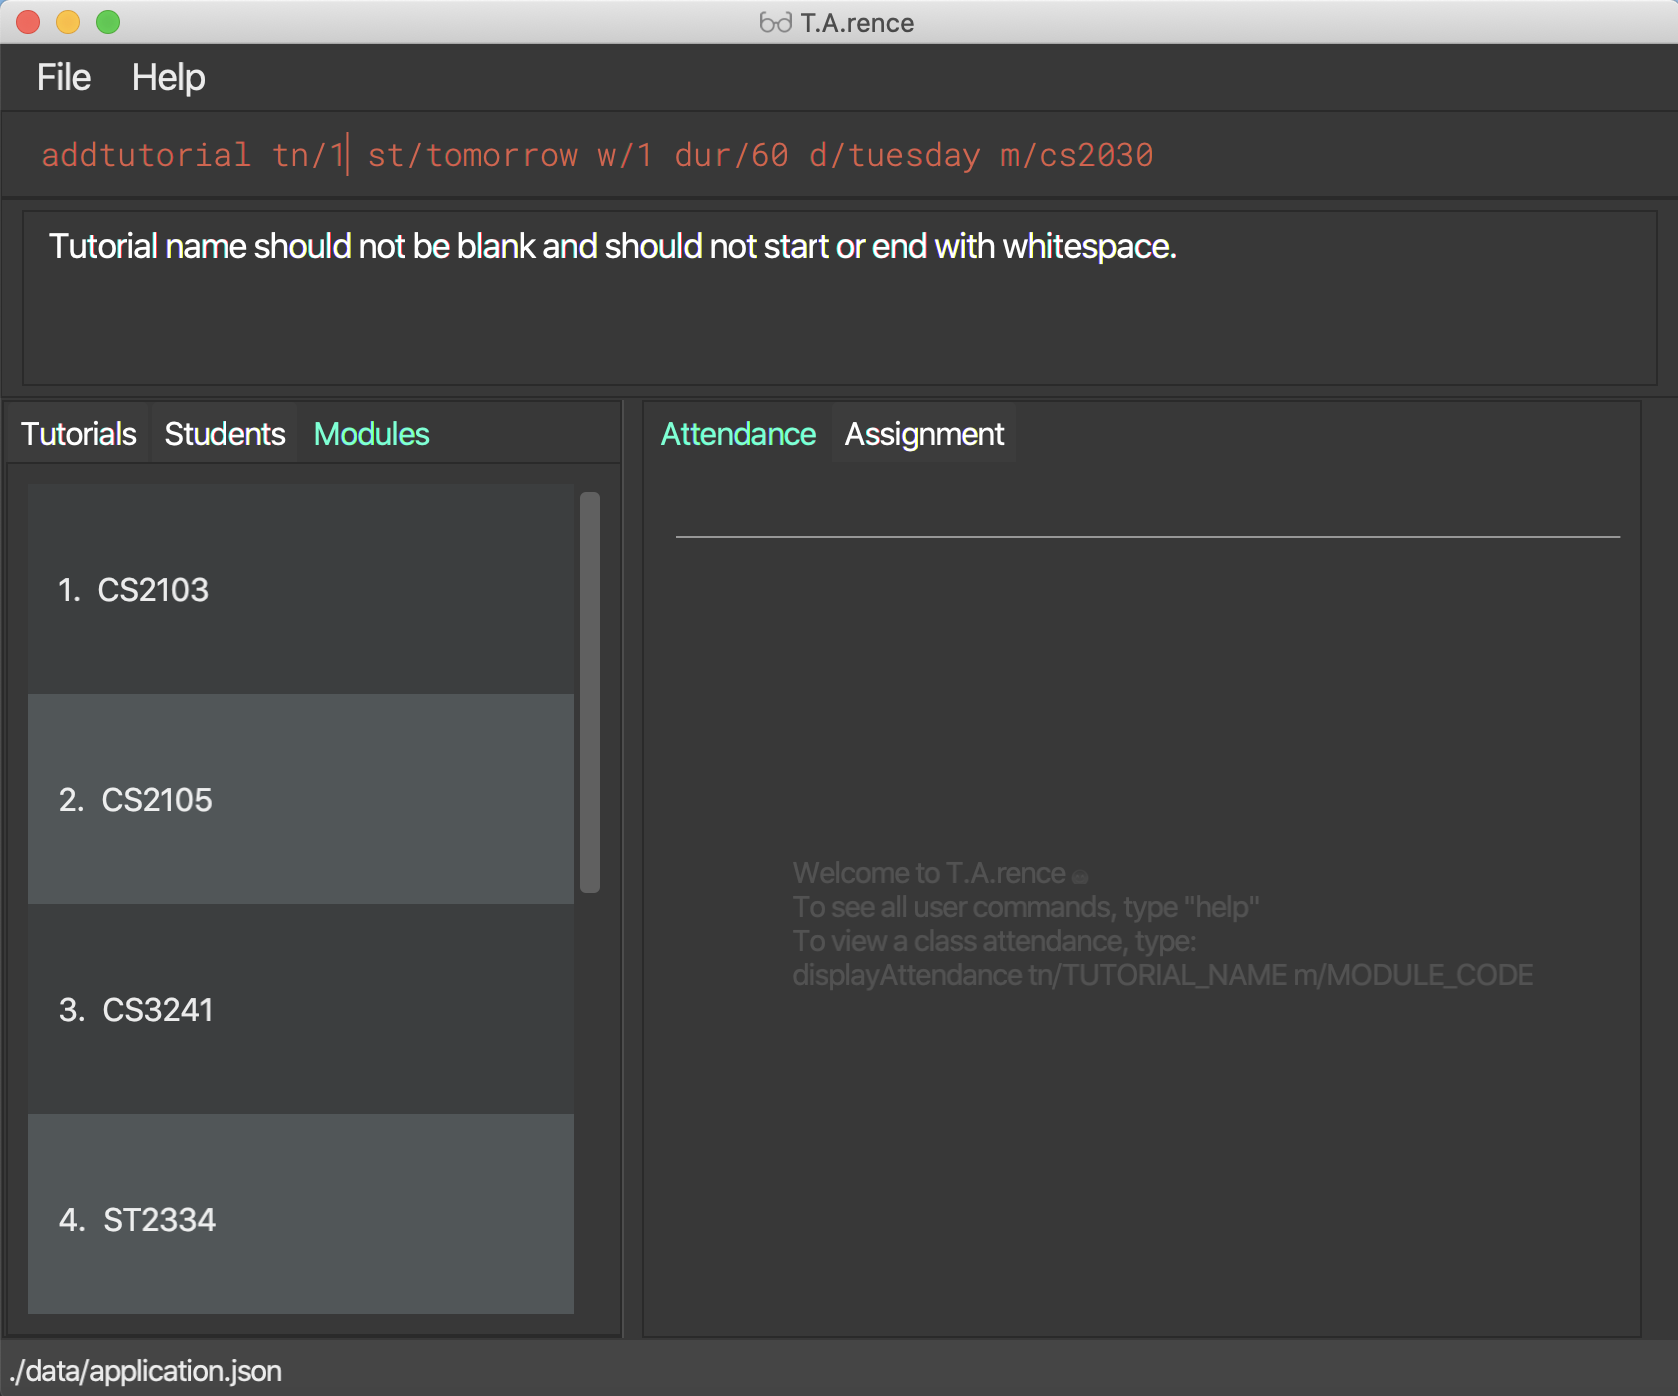 T.A.rence
File Help
addtutorial tn/1 st/tomorrow w/1 dur/60 d/tuesday m/cs2030
Tutorial name should not be blank and should not start or end with whitespace.
Tutorials Students Modules
Attendance Assignment
1. CS2103
2. CS2105
3. CS3241
4. ST2334
Welcome to T.A.rence
To see all user commands, type "help"
To view a class attendance, type:
displayAttendance tn/TUTORIAL_NAME m/MODULE_CODE
./data/application.json